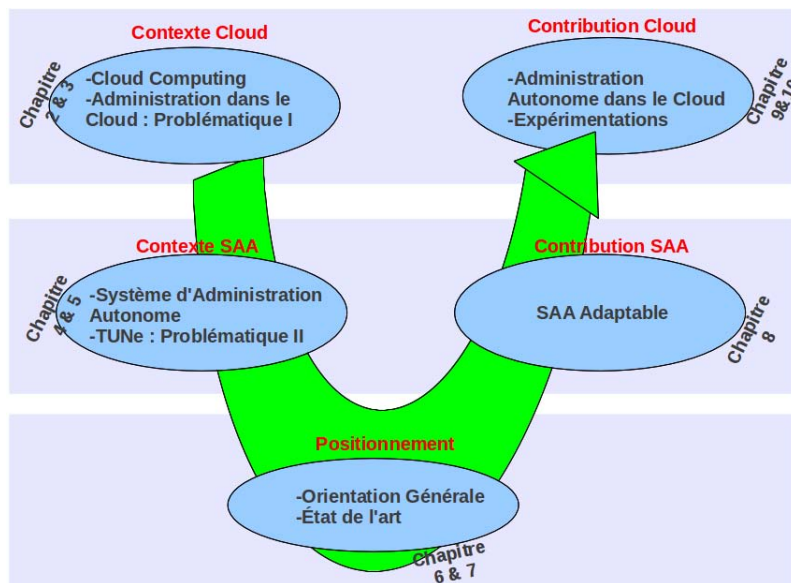 Contexte Cloud
Chapitre
2 & 3
-Cloud Computing
-Administration dans le
Cloud : Problématique I
Contribution Cloud
-Administration
Autonome dans le Cloud
-Expérimentations
Chapitre
9& 10
Contexte SAA
Chapitre
4 & 5
-Système d'Administration
Autonome
-TUNe : Problématique II
Contribution SAA
SAA Adaptable
Chapitre
8
Positionnement
-Orientation Générale
-État de l'art
Chapitre
6 & 7